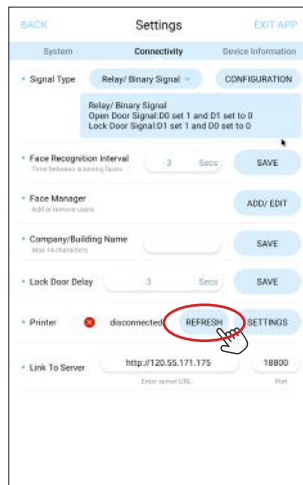 BACK Settings EXIT APP
System Connectivity Device Information
Signal Type Relay/ Binary Signal CONFIGURATION
Relay/ Binary Signal
Open Door Signal:D0 set 1 and D1 set to 0
Lock Door Signal:D1 set 1 and D0 set to 0
Face Recognition Interval 3 Secs SAVE
Time between scanning faces
Face Manager ADD/ EDIT
Add or remove users
Company/Building Name SAVE
Max 14 characters
Lock Door Delay 3 Secs SAVE
Printer disconnected REFRESH SETTINGS
Link To Server http://120.55.171.175 18800
Enter server URL Port